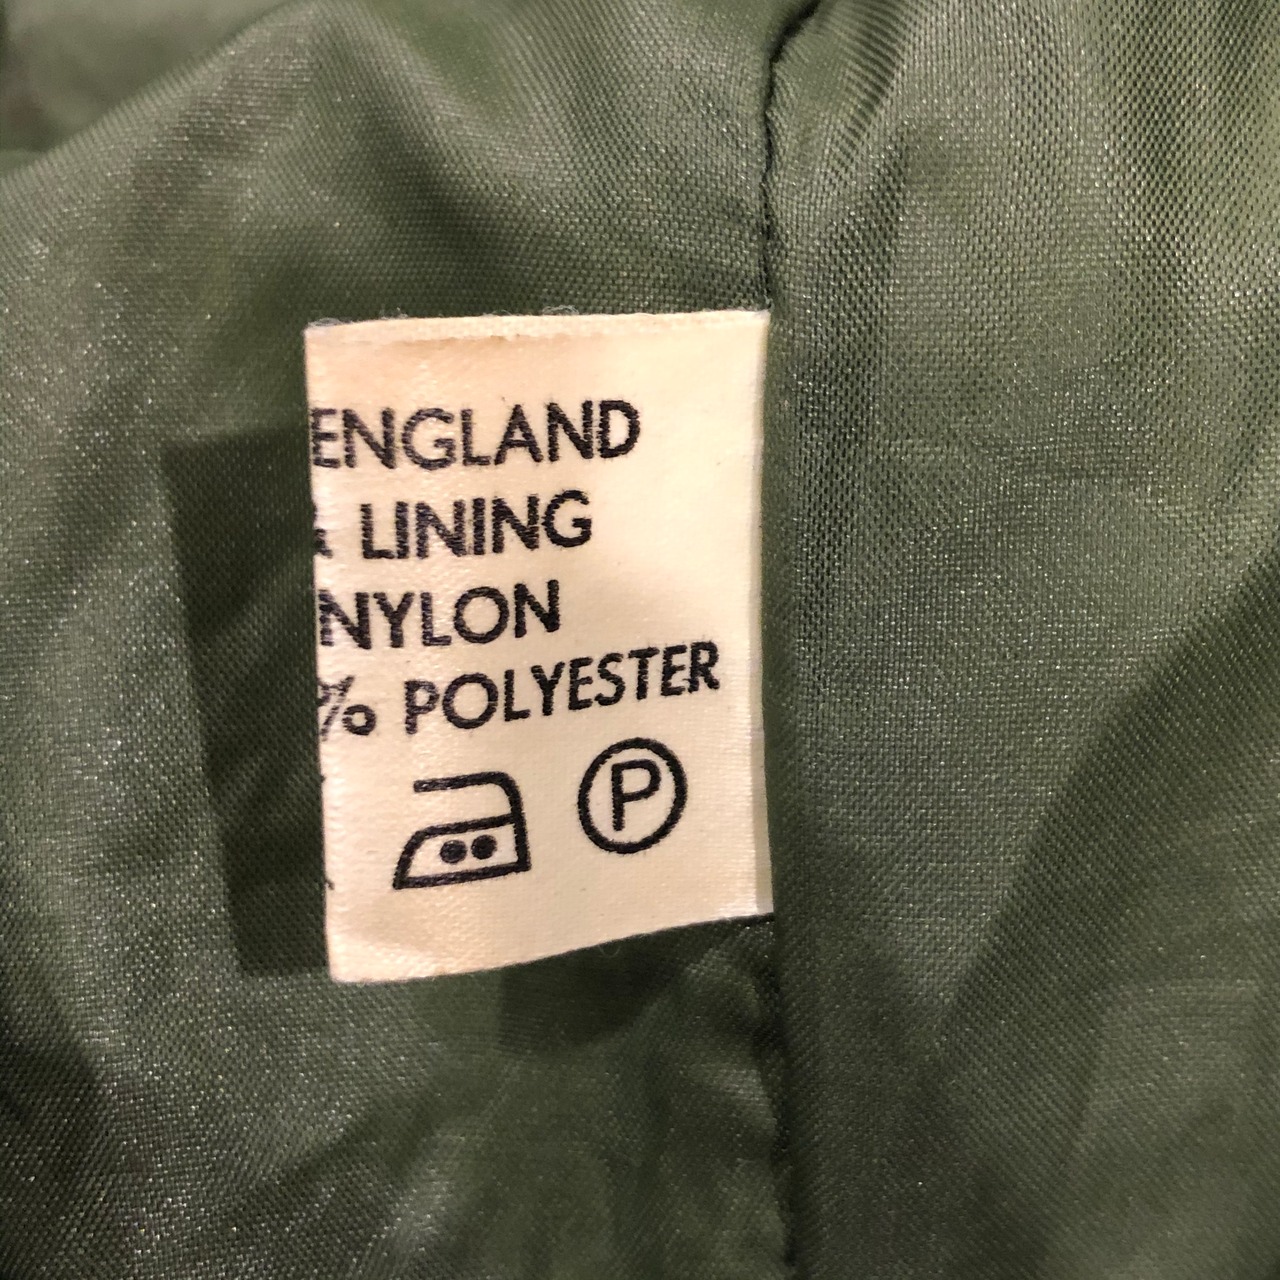 ENGLAND
& LINING
NYLON
% POLYESTER
P